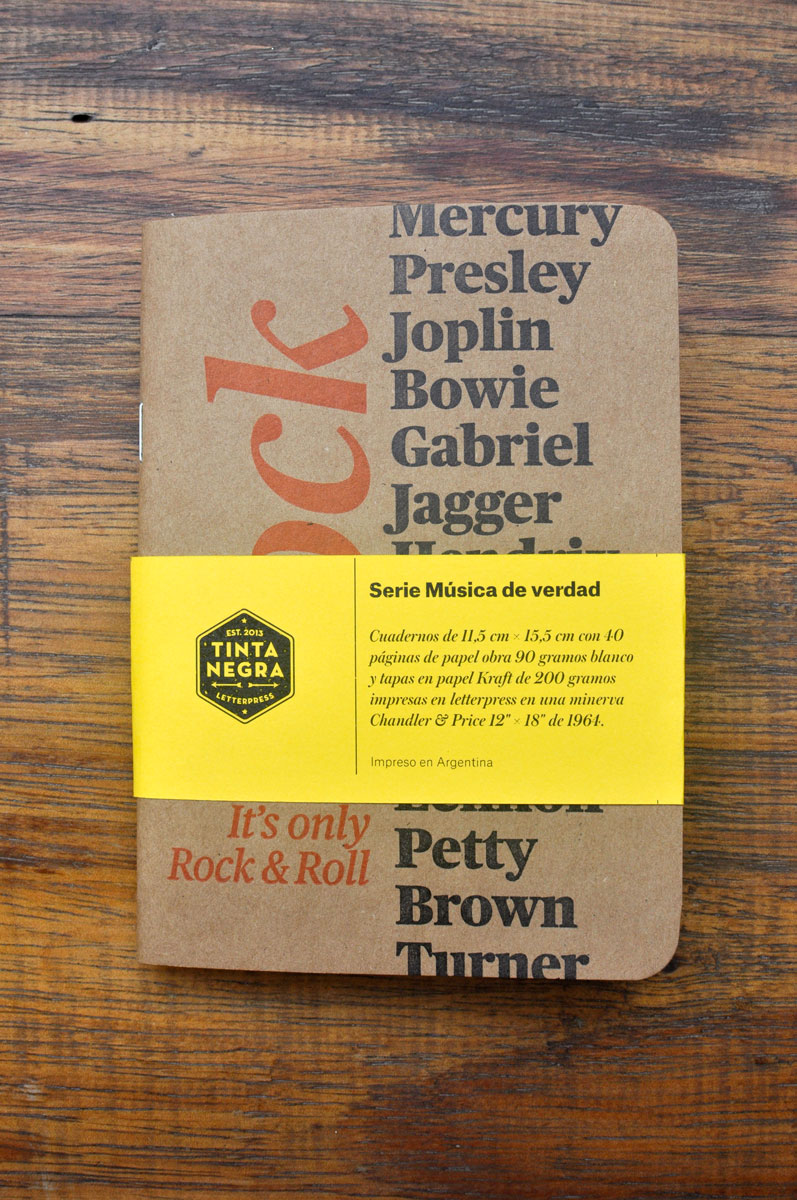 Mercury
Presley
Joplin
Bowie
Gabriel
Jagger
Hendrix
ock
Serie Música de verdad
Cuadernos de 11,5 cm × 15,5 cm con 40
páginas de papel obra 90 gramos blanco
y tapas en papel Kraft de 200 gramos
impresas en letterpress en una minerva
Chandler & Price 12" × 18" de 1964.
Impreso en Argentina
EST. 2013
TINTA
NEGRA
LETTERPRESS
It's only
Rock & Roll
Lennon
Petty
Brown
Turner